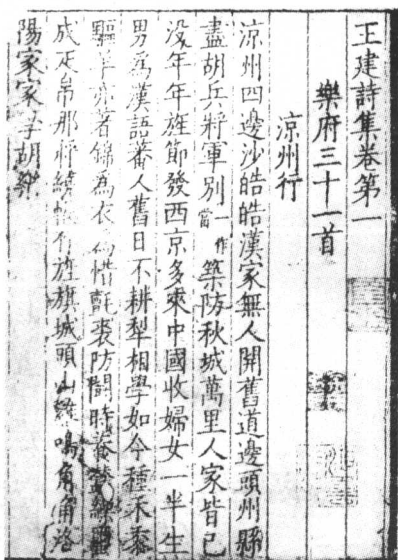 王建詩集卷第一
樂府三十一首
涼州行
涼州四邊沙皓皓漢家無人開舊道邊頭州縣
盡胡兵將軍別一作當築防秋城萬里人家皆已
沒年年旌節發西京多來中國收婦女一半生
男爲漢語蕃人舊日不耕犁相學如今種禾黍
驅羊亦著錦爲衣爲惜氈裘防鬬時養蠶繰繭
成疋帛那將繞帳作旌旗城頭山雞鳴角角洛
陽家家學胡樂